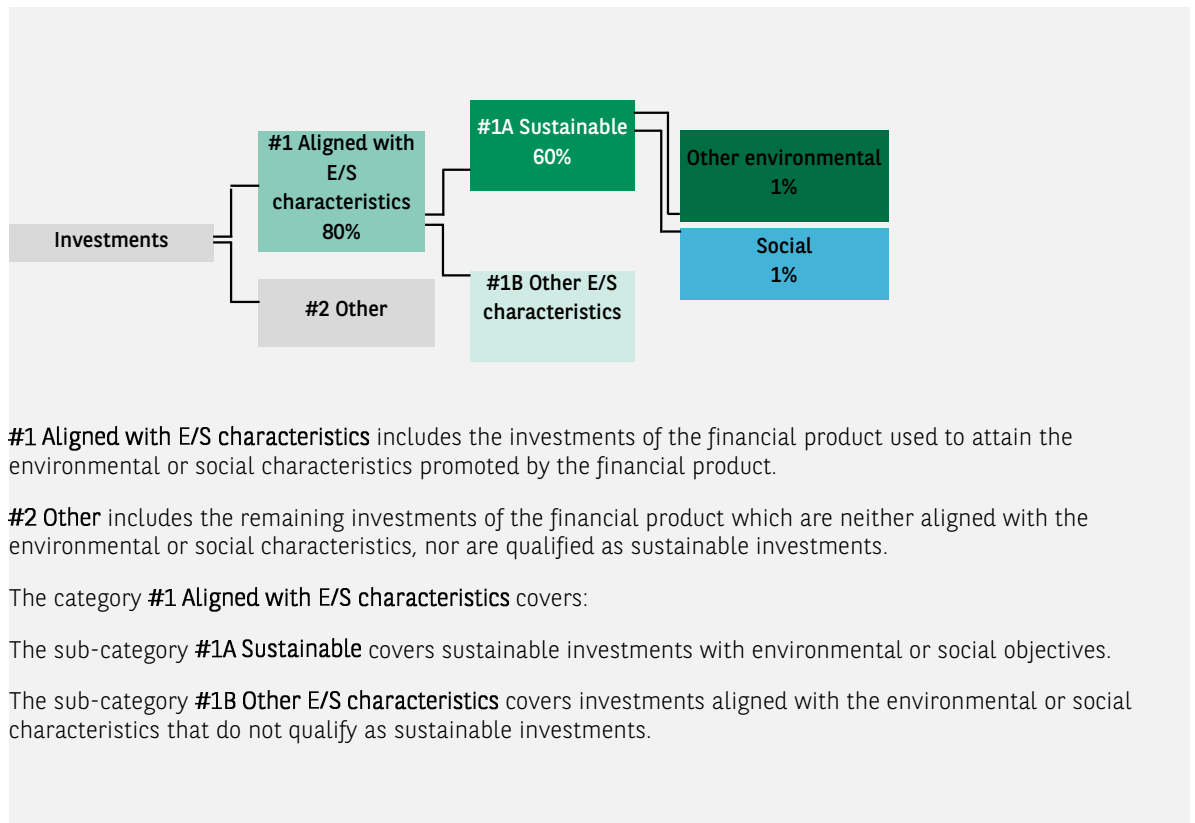 Investments
#1 Aligned with
E/S
characteristics
80%
#2 Other
#1A Sustainable
60%
#1B Other E/S
characteristics
Other environmental
1%
Social
1%
#1 Aligned with E/S characteristics includes the investments of the financial product used to attain the
environmental or social characteristics promoted by the financial product.
#2 Other includes the remaining investments of the financial product which are neither aligned with the
environmental or social characteristics, nor are qualified as sustainable investments.
The category #1 Aligned with E/S characteristics covers:
The sub-category #1A Sustainable covers sustainable investments with environmental or social objectives.
The sub-category #1B Other E/S characteristics covers investments aligned with the environmental or social
characteristics that do not qualify as sustainable investments.